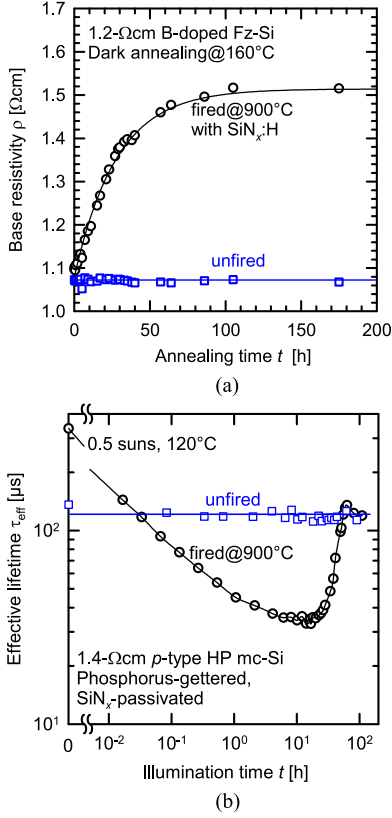 1.2-Ωcm B-doped Fz-Si
Dark annealing@160°C
fired@900°C
with SiNx:H
unfired
1.7
1.6
1.5
1.4
1.3
1.2
1.1
1.0
0 50 100 150 200
Base resistivity ρ [Ωcm]
Annealing time t [h]
(a)
0.5 suns, 120°C
unfired
fired@900°C
1.4-Ωcm p-type HP mc-Si
Phosphorus-gettered,
SiNx-passivated
10²
10¹
0 10⁻² 10⁻¹ 10⁰ 10¹ 10²
Effective lifetime τeff [µs]
Illumination time t [h]
(b)